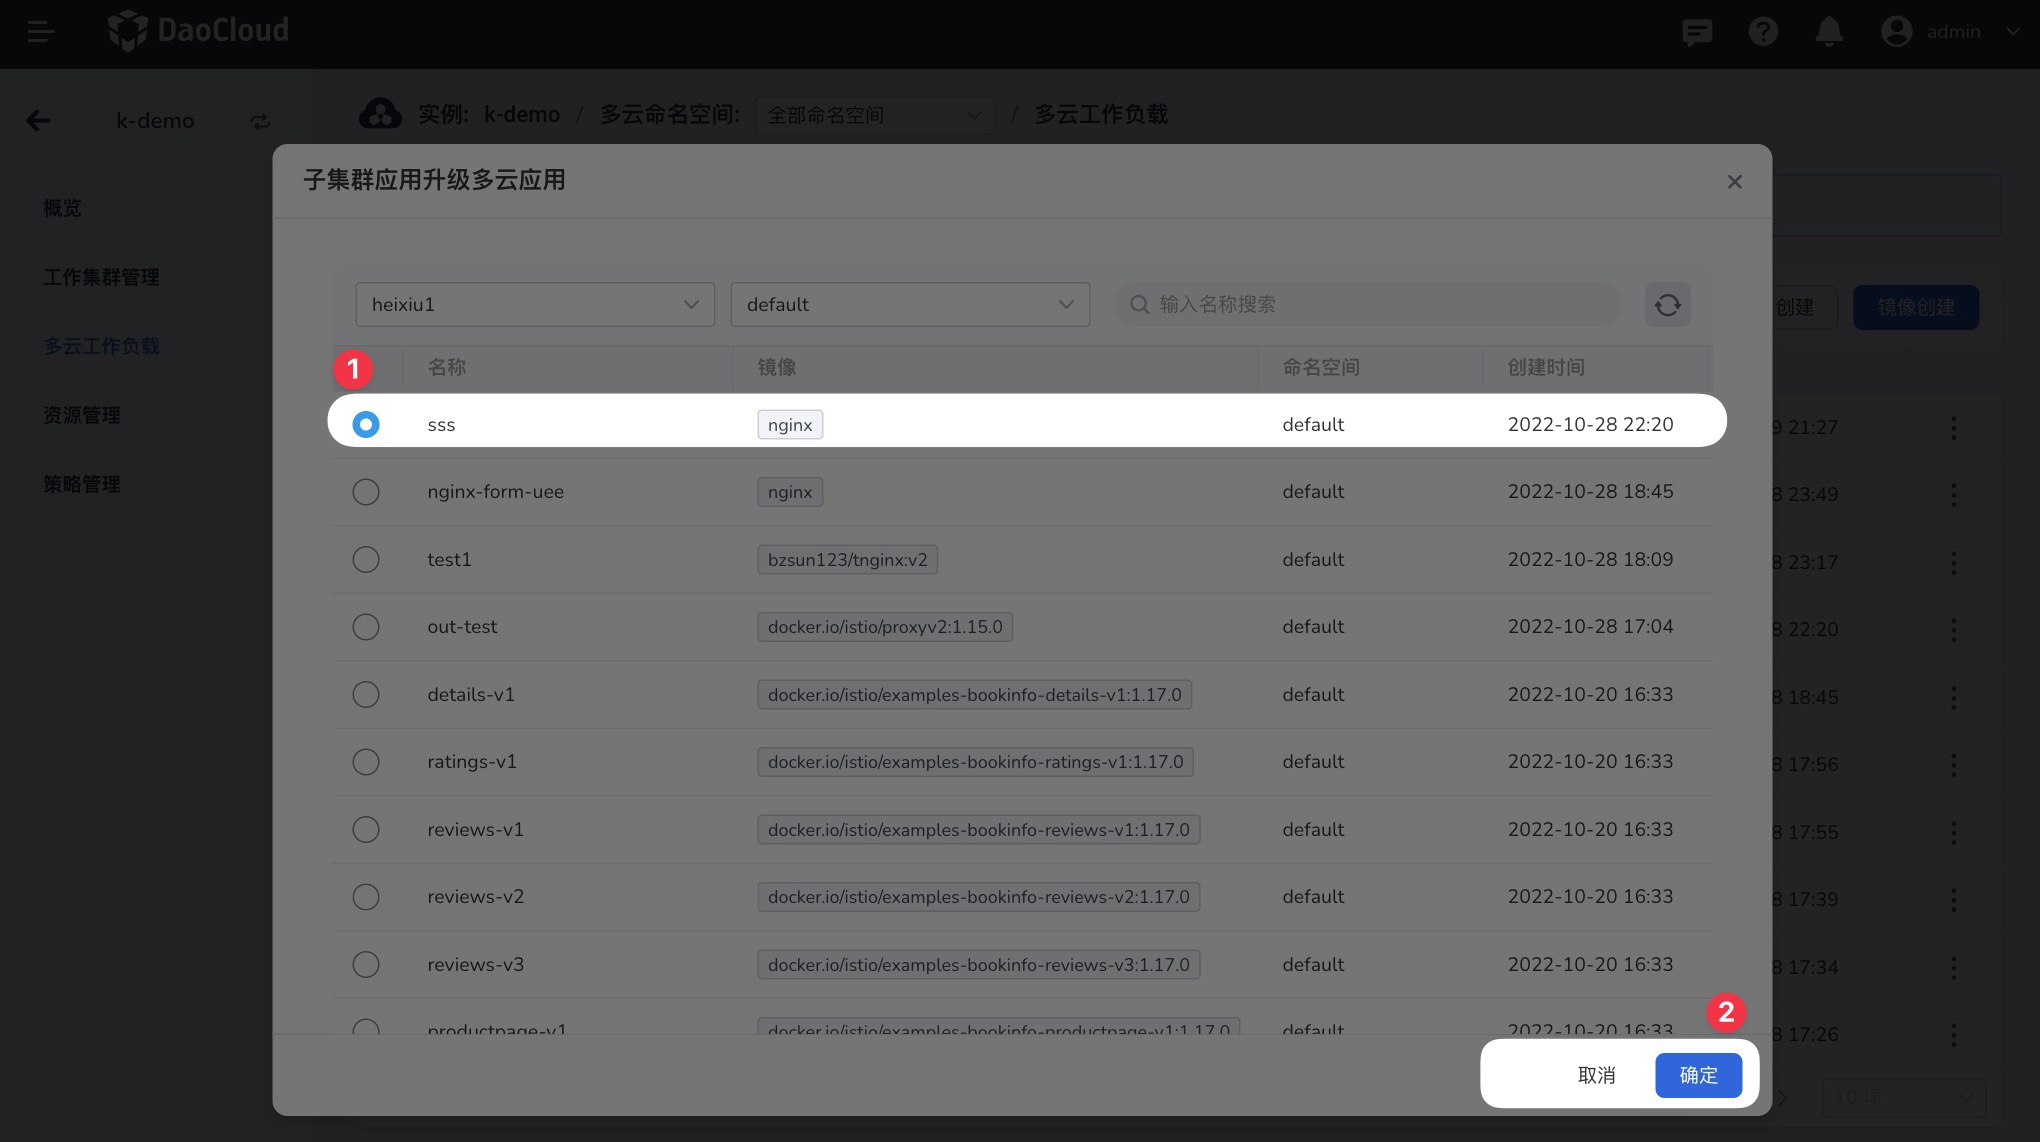 DaoCloud
admin
k-demo
实例: k-demo / 多云命名空间: 全部命名空间 / 多云工作负载
概览
工作集群管理
多云工作负载
资源管理
策略管理
子集群应用升级多云应用
heixiu1 default 输入名称搜索
创建 镜像创建
1
名称 镜像 命名空间 创建时间
sss nginx default 2022-10-28 22:20
21:27
nginx-form-uee nginx default 2022-10-28 18:45
8 23:49
test1 bzsun123/tnginx:v2 default 2022-10-28 18:09
8 23:17
out-test docker.io/istio/proxyv2:1.15.0 default 2022-10-28 17:04
8 22:20
details-v1 docker.io/istio/examples-bookinfo-details-v1:1.17.0 default 2022-10-20 16:33
8 18:45
ratings-v1 docker.io/istio/examples-bookinfo-ratings-v1:1.17.0 default 2022-10-20 16:33
8 17:56
reviews-v1 docker.io/istio/examples-bookinfo-reviews-v1:1.17.0 default 2022-10-20 16:33
8 17:55
reviews-v2 docker.io/istio/examples-bookinfo-reviews-v2:1.17.0 default 2022-10-20 16:33
8 17:39
reviews-v3 docker.io/istio/examples-bookinfo-reviews-v3:1.17.0 default 2022-10-20 16:33
8 17:34
productpage-v1 docker.io/istio/examples-bookinfo-productpage-v1:1.17.0 default 2022-10-20 16:33
8 17:26
2
取消 确定
10 项